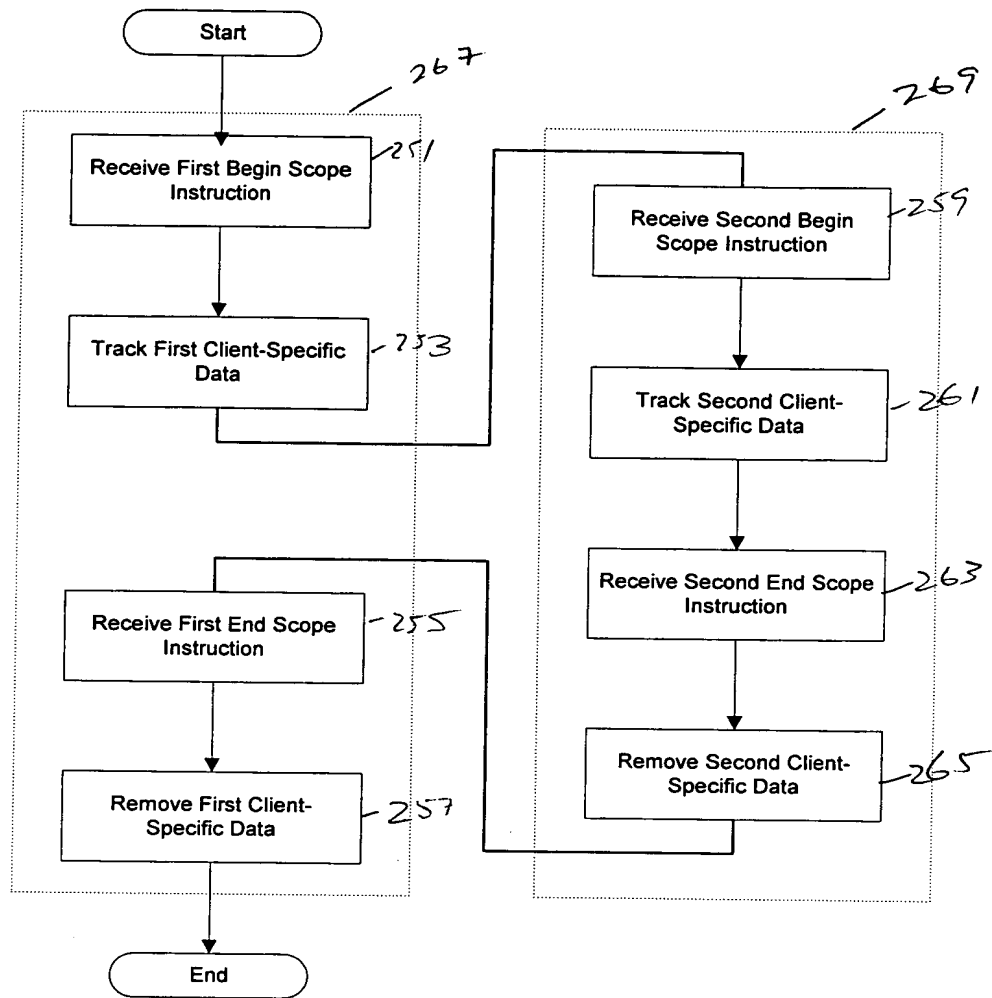 Start
267
Receive First Begin Scope
Instruction
251
Track First Client-Specific
Data
253
Receive First End Scope
Instruction
255
Remove First Client-
Specific Data
257
End
269
Receive Second Begin
Scope Instruction
259
Track Second Client-
Specific Data
261
Receive Second End Scope
Instruction
263
Remove Second Client-
Specific Data
265